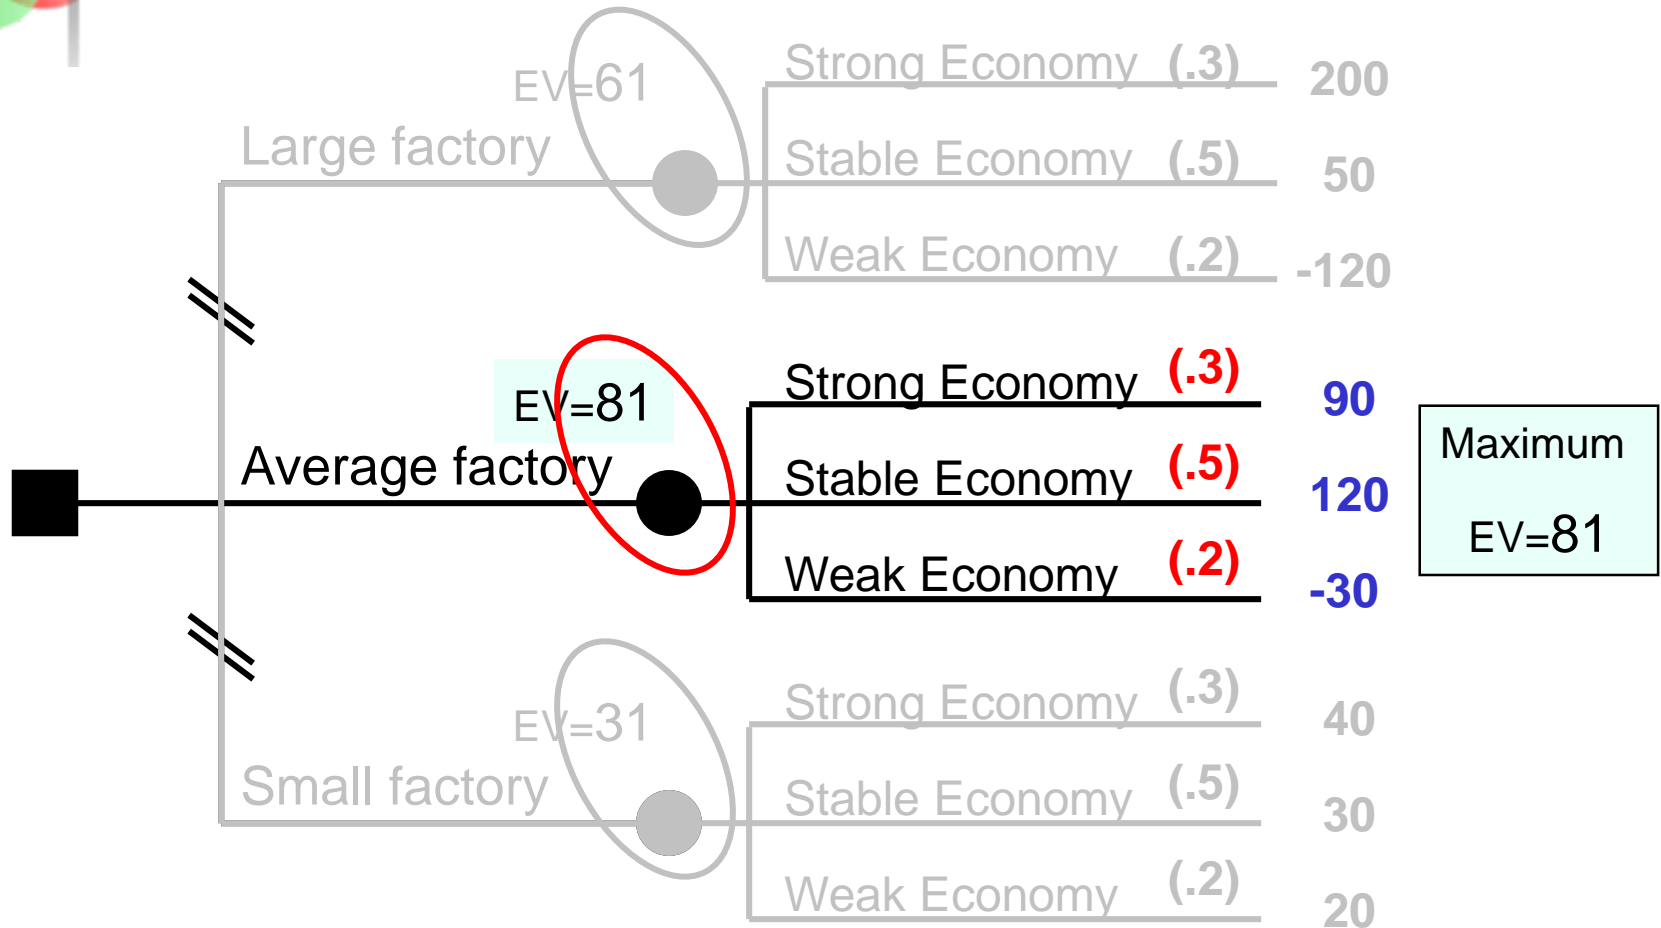 Strong Economy (.3) 200
EV=61
Large factory
Stable Economy (.5) 50
Weak Economy (.2) -120
Strong Economy (.3) 90
EV=81
Average factory
Stable Economy (.5) 120
Weak Economy (.2) -30
Maximum
EV=81
Strong Economy (.3) 40
EV=31
Small factory
Stable Economy (.5) 30
Weak Economy (.2) 20